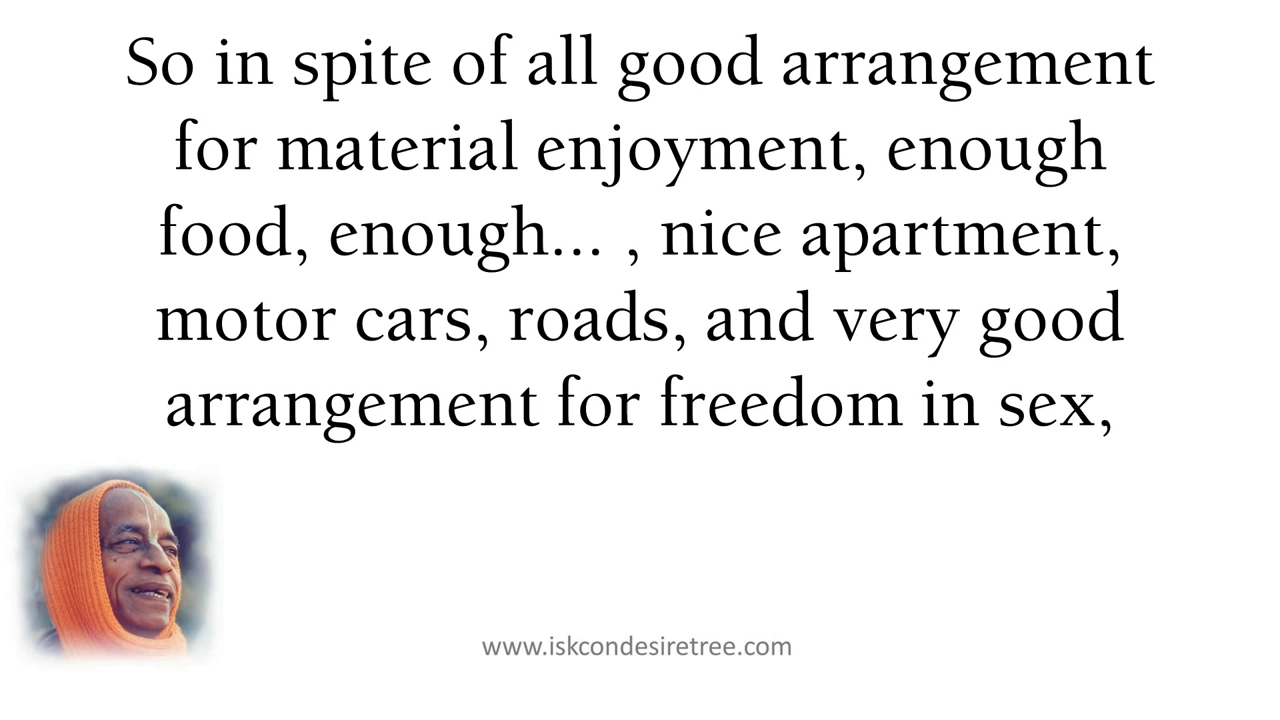 So in spite of all good arrangement
for material enjoyment, enough
food, enough... , nice apartment,
motor cars, roads, and very good
arrangement for freedom in sex,
www.iskcondesiretree.com